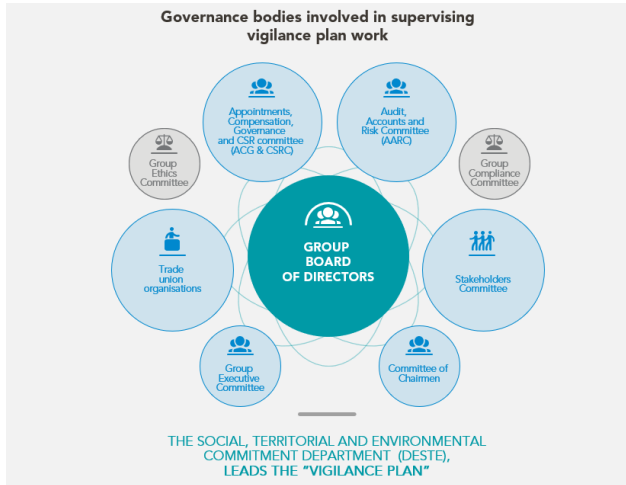 Governance bodies involved in supervising
vigilance plan work
Appointments,
Compensation,
Governance
and CSR committee
(ACG & CSRC)
Audit,
Accounts and
Risk Committee
(AARC)
Group
Ethics
Committee
Group
Compliance
Committee
GROUP
BOARD
OF DIRECTORS
Trade
union
organisations
Stakeholders
Committee
Group
Executive
Committee
Committee of
Chairmen
THE SOCIAL, TERRITORIAL AND ENVIRONMENTAL
COMMITMENT DEPARTMENT (DESTE),
LEADS THE “VIGILANCE PLAN”